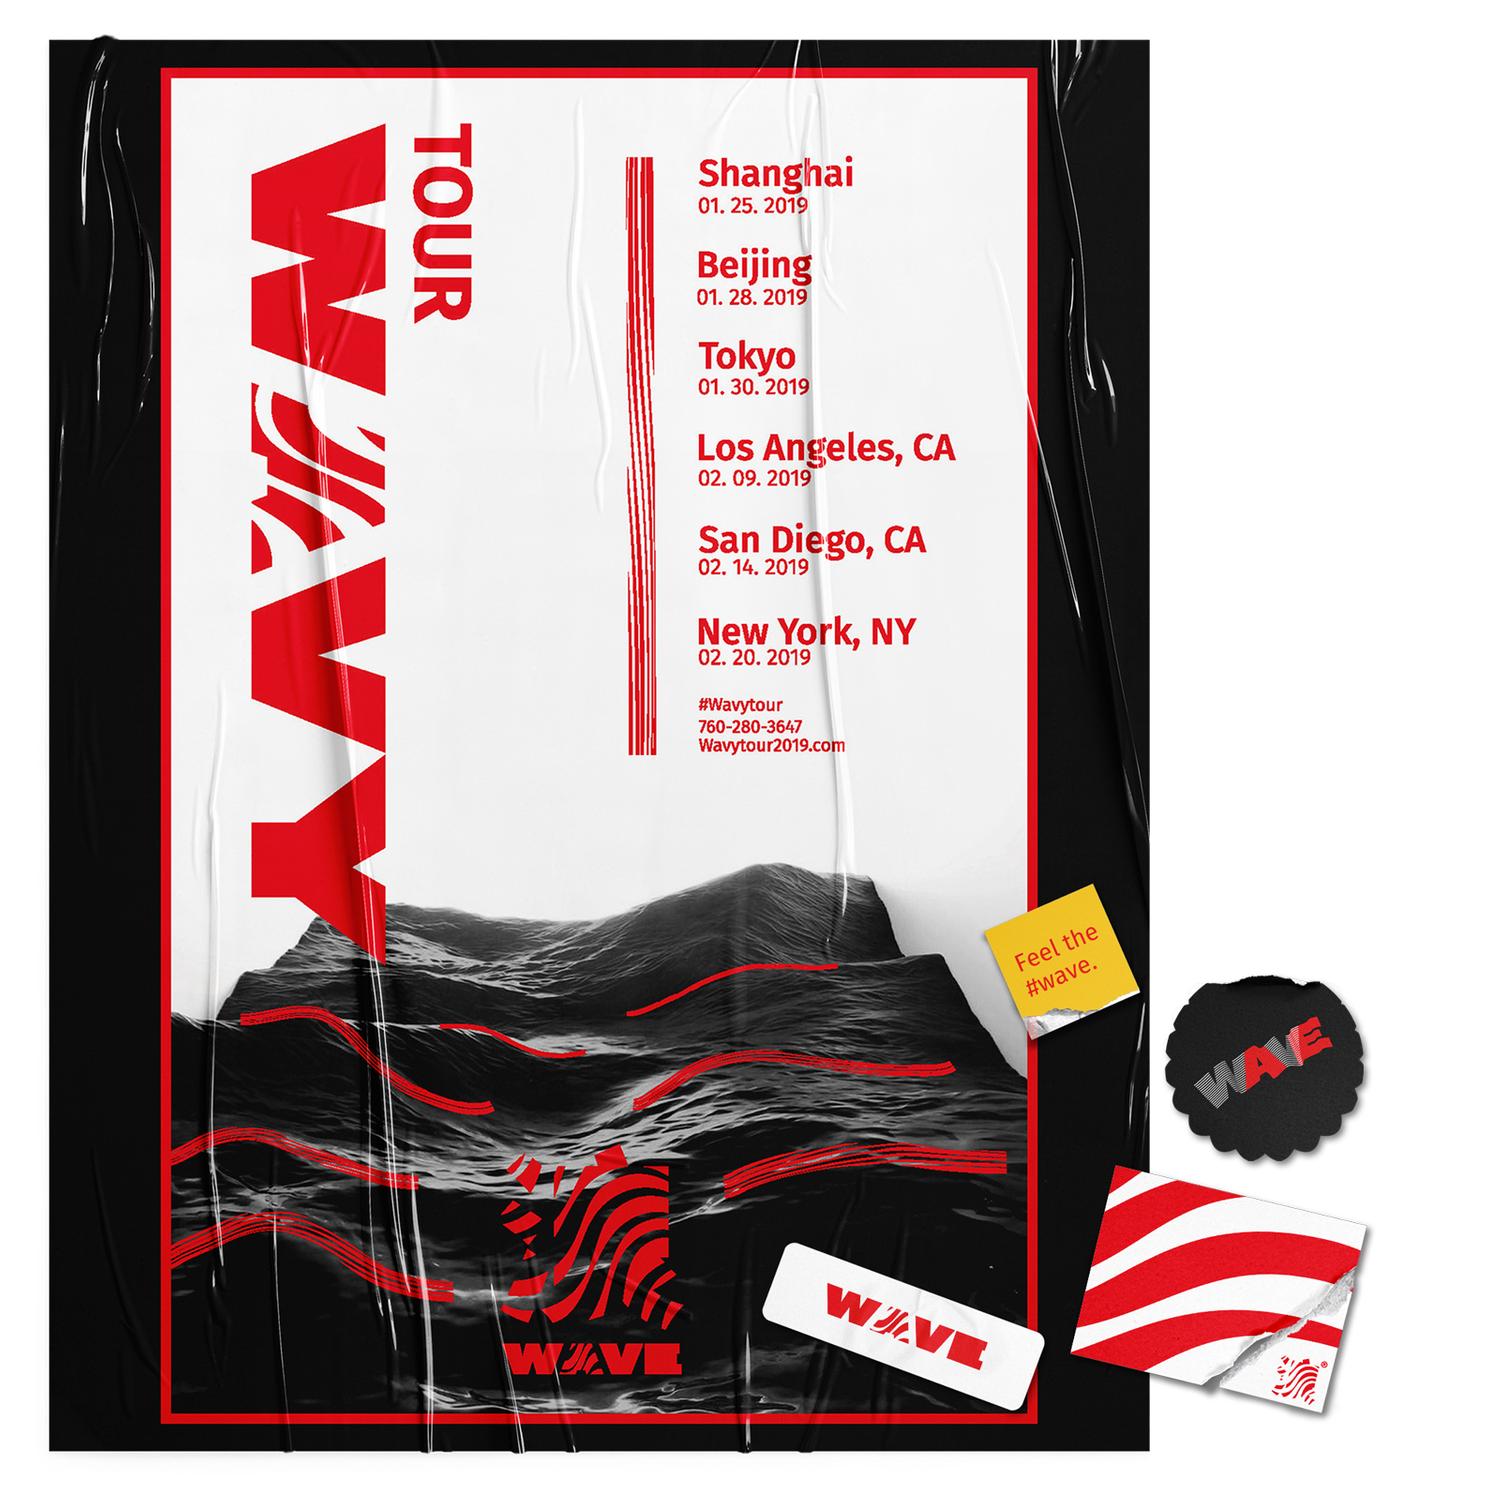 WAVY
TOUR
Shanghai
01. 25. 2019
Beijing
01. 28. 2019
Tokyo
01. 30. 2019
Los Angeles, CA
02. 09. 2019
San Diego, CA
02. 14. 2019
New York, NY
02. 20. 2019
#Wavytour
760-280-3647
Wavytour2019.com
Feel the
#wave.
WAVE
WAVE
WAVE
®